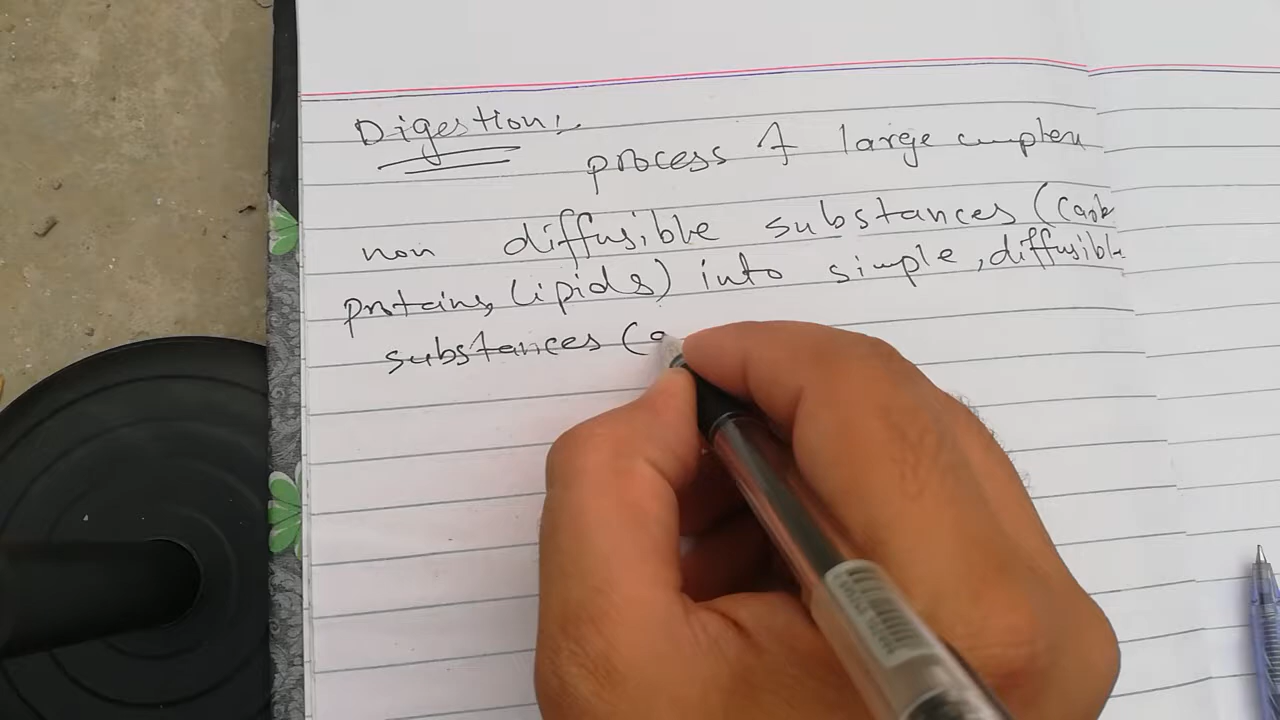 Digestion:-
process of large complex
non diffusible substances (Carb
proteins, Lipids) into simple, diffusible
substances (a